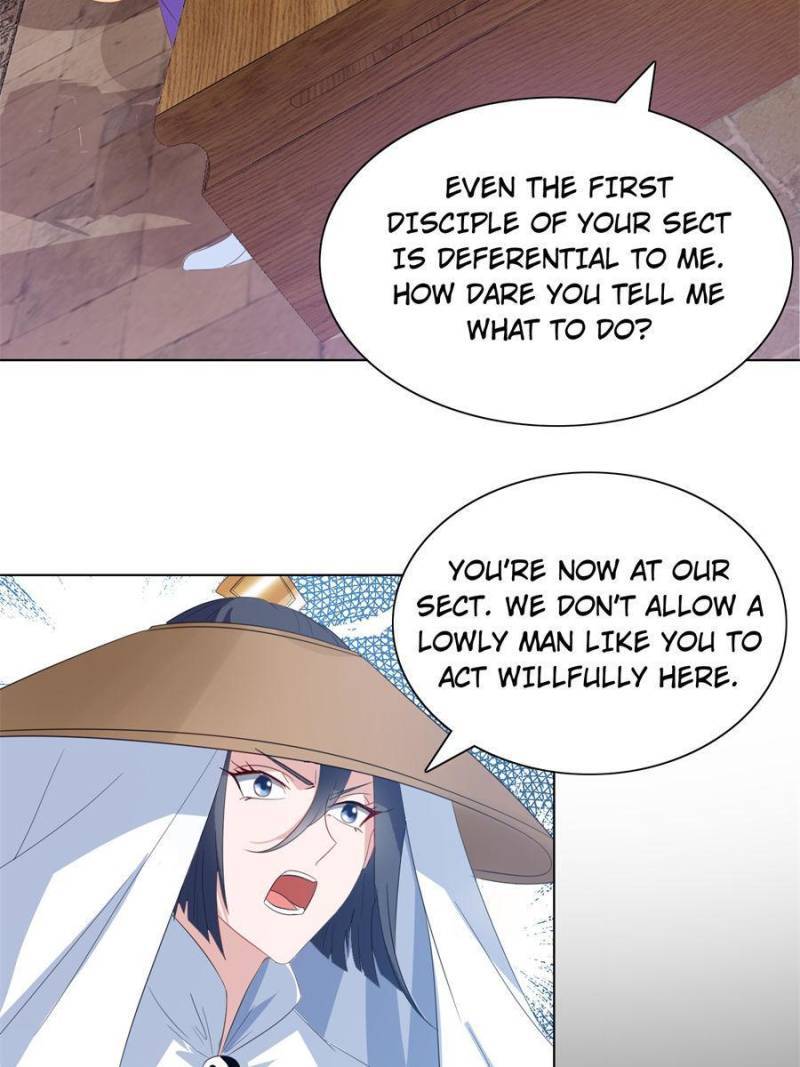 EVEN THE FIRST
DISCIPLE OF YOUR SECT
IS DEFERENTIAL TO ME.
HOW DARE YOU TELL ME
WHAT TO DO?
YOU'RE NOW AT OUR
SECT. WE DON'T ALLOW A
LOWLY MAN LIKE YOU TO
ACT WILLFULLY HERE.